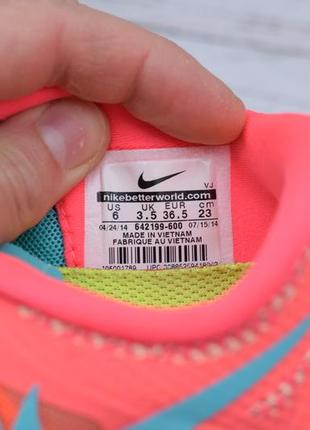 VJ
nikebetterworld.com
US UK EUR cm
6 3.5 36.5 23
04/24/14 642199-600 07/15/14
MADE IN VIETNAM
FABRIQUE AU VIETNAM